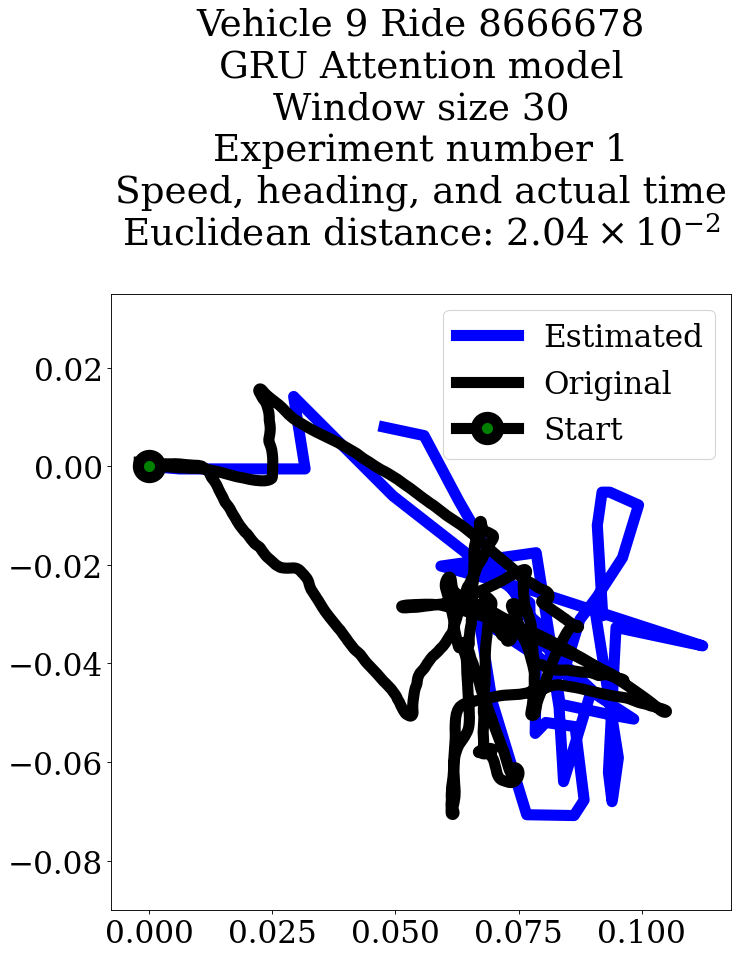 Vehicle 9 Ride 8666678
GRU Attention model
Window size 30
Experiment number 1
Speed, heading, and actual time
Euclidean distance: 2.04 × 10⁻²
Estimated
Original
Start
0.02
0.00
−0.02
−0.04
−0.06
−0.08
0.000 0.025 0.050 0.075 0.100